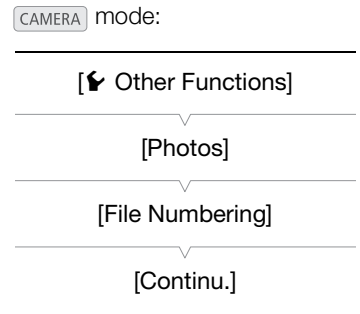 CAMERA mode:
[Other Functions]
[Photos]
[File Numbering]
[Continu.]